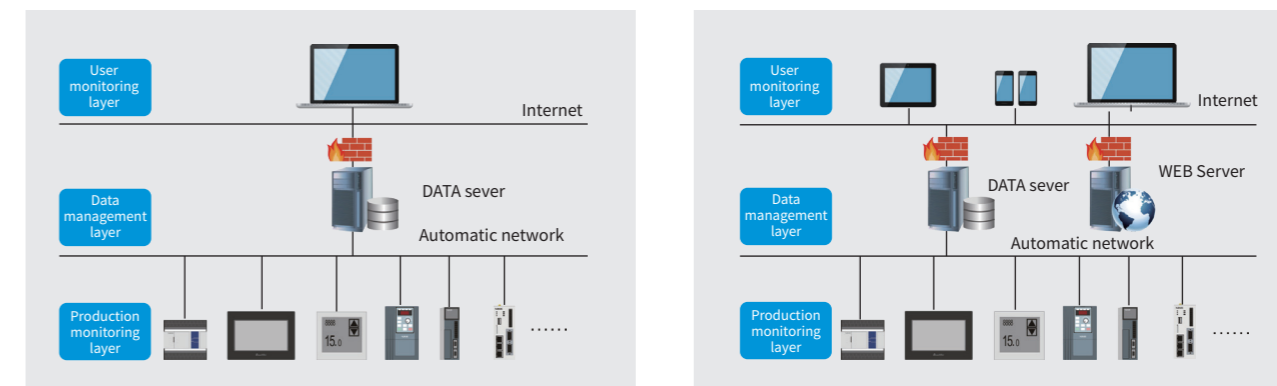 User
monitoring
layer
Internet
DATA sever
Data
management
layer
Automatic network
Production
monitoring
layer
15.0
......
User
monitoring
layer
Internet
WEB Server
DATA sever
Data
management
layer
Automatic network
Production
monitoring
layer
15.0
......